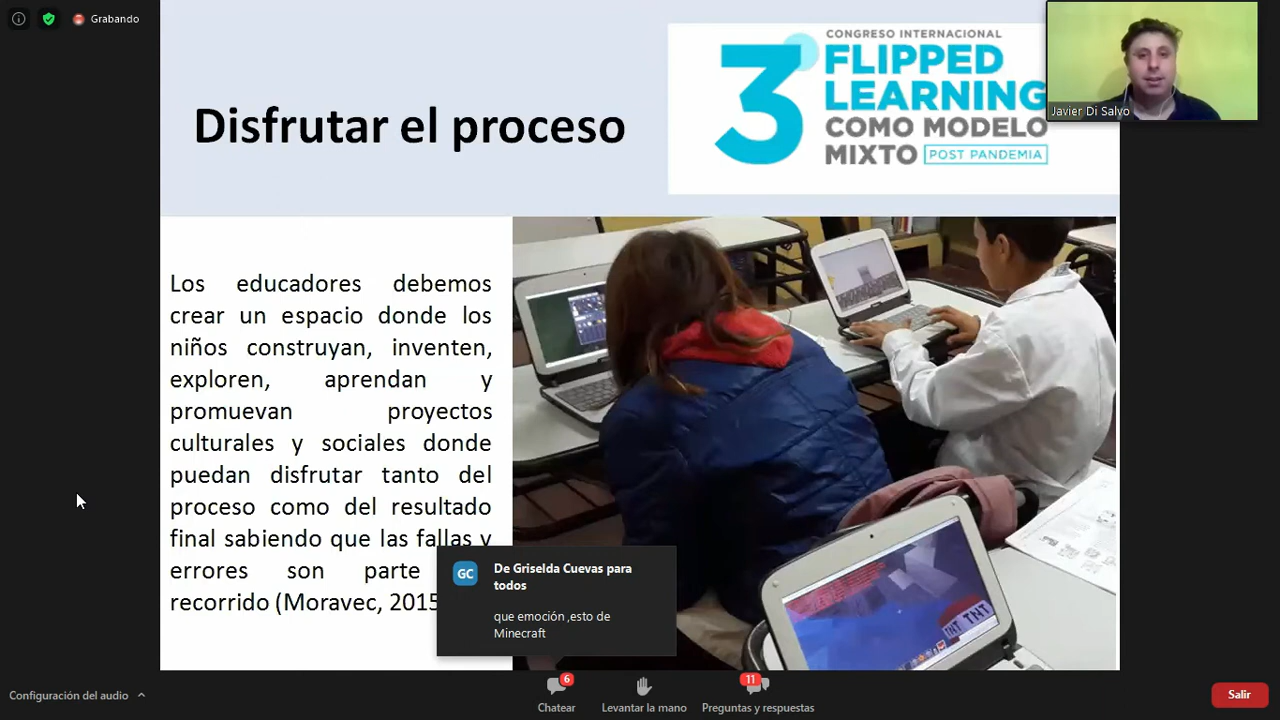 Grabando
CONGRESO INTERNACIONAL
3
FLIPPED
LEARNING
COMO MODELO
MIXTO POST PANDEMIA
Javier Di Salvo
Disfrutar el proceso
Los educadores debemos
crear un espacio donde los
niños construyan, inventen,
exploren, aprendan y
promuevan proyectos
culturales y sociales donde
puedan disfrutar tanto del
proceso como del resultado
final sabiendo que las fallas y
errores son parte
recorrido (Moravec, 2015
GC
De Griselda Cuevas para
todos
que emoción ,esto de
Minecraft
TNT TNT
Configuración del audio
6
Chatear
Levantar la mano
11
Preguntas y respuestas
Salir